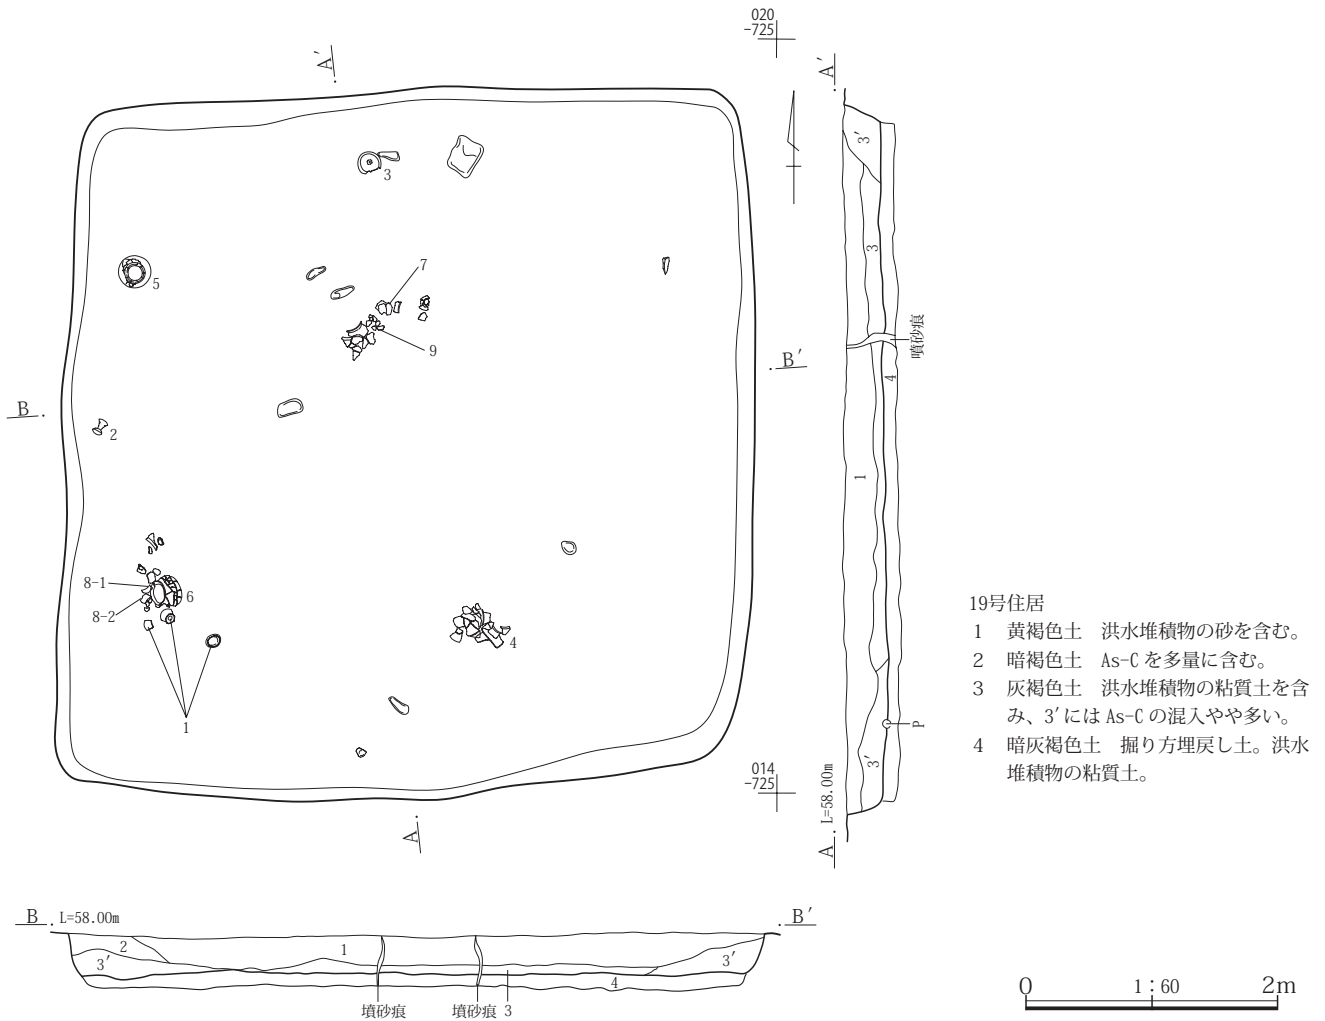 020
-725
A′
A′
3
3′
5
7
3
9
噴砂痕
4
B′
B
2
1
8-1
8-2
6
4
1
P
3′
014
-725
L=58.00m
A
A
19号住居
1 黄褐色土 洪水堆積物の砂を含む。
2 暗褐色土 As-Cを多量に含む。
3 灰褐色土 洪水堆積物の粘質土を含
み、3′には As-C の混入やや多い。
4 暗灰褐色土 掘り方埋戻し土。洪水
堆積物の粘質土。
B L=58.00m
B′
2
1
3′
3′
4
墳砂痕
墳砂痕 3
0 1:60 2m